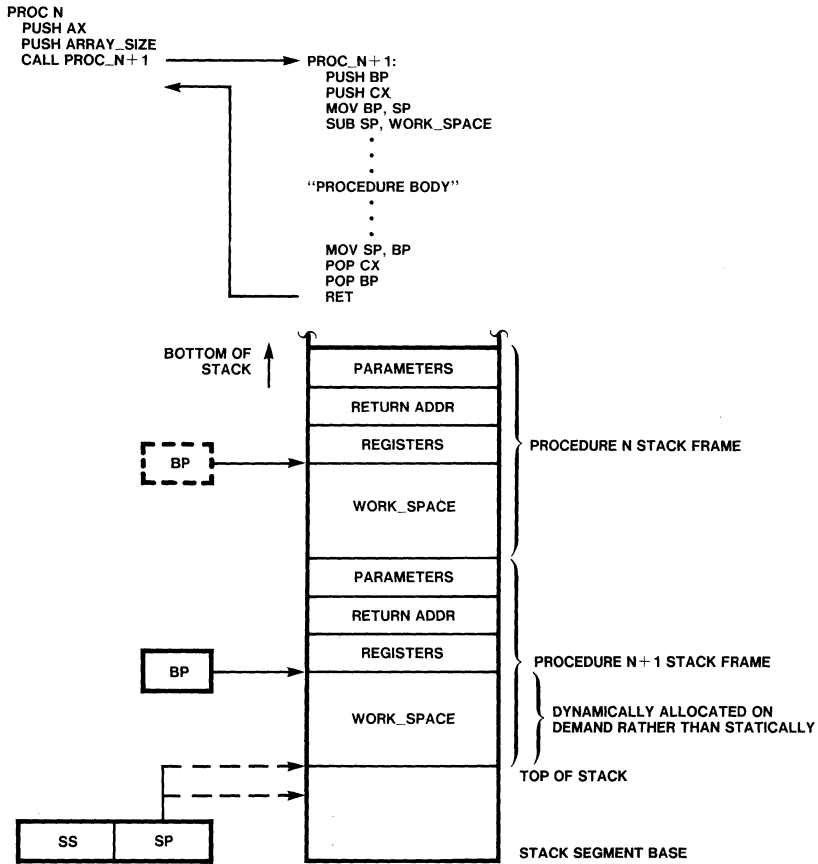 PROC N
PUSH AX
PUSH ARRAY_SIZE
CALL PROC_N+1
PROC_N+1:
PUSH BP
PUSH CX
MOV BP, SP
SUB SP, WORK_SPACE
“PROCEDURE BODY”
MOV SP, BP
POP CX
POP BP
RET
BOTTOM OF
STACK
PARAMETERS
RETURN ADDR
REGISTERS
BP
PROCEDURE N STACK FRAME
WORK_SPACE
PARAMETERS
RETURN ADDR
REGISTERS
BP
PROCEDURE N+1 STACK FRAME
WORK_SPACE
DYNAMICALLY ALLOCATED ON
DEMAND RATHER THAN STATICALLY
TOP OF STACK
SS
SP
STACK SEGMENT BASE